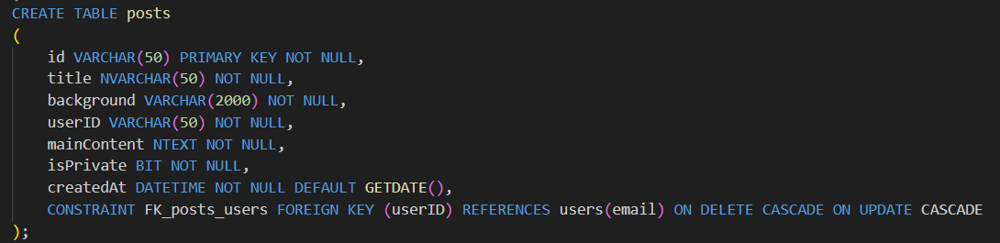 CREATE TABLE posts
(
    id VARCHAR(50) PRIMARY KEY NOT NULL,
    title NVARCHAR(50) NOT NULL,
    background VARCHAR(2000) NOT NULL,
    userID VARCHAR(50) NOT NULL,
    mainContent NTEXT NOT NULL,
    isPrivate BIT NOT NULL,
    createdAt DATETIME NOT NULL DEFAULT GETDATE(),
    CONSTRAINT FK_posts_users FOREIGN KEY (userID) REFERENCES users(email) ON DELETE CASCADE ON UPDATE CASCADE
);